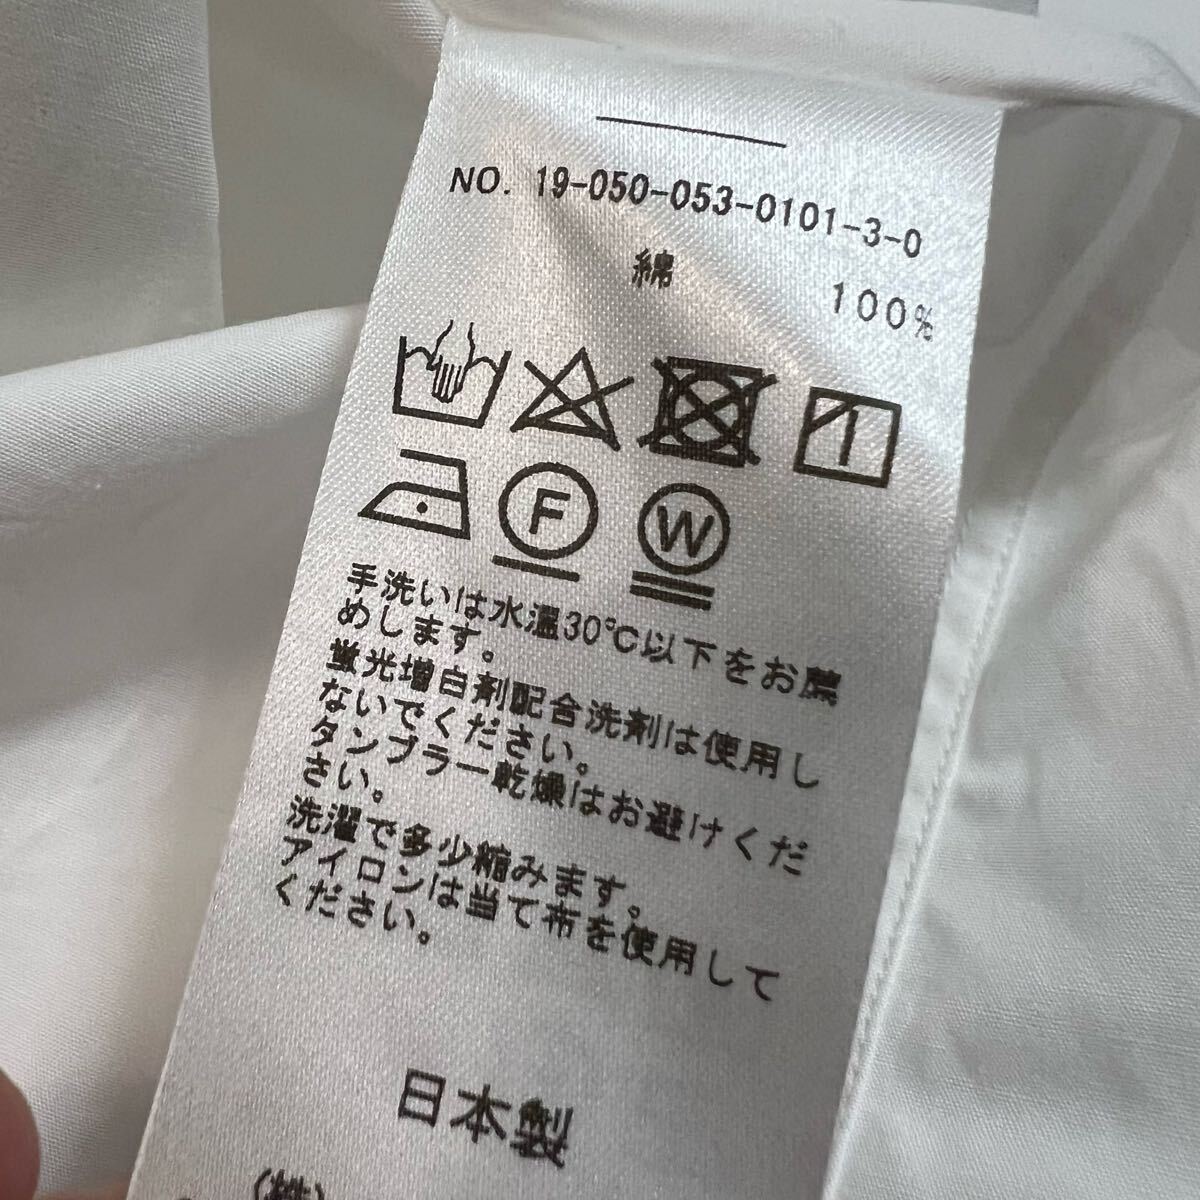 NO. 19-050-053-0101-3-0
綿 100%
F W
手洗いは水温30℃以下をお薦
めします。
蛍光増白剤配合洗剤は使用し
ないでください。
タンブラー乾燥はお避けくだ
さい。
洗濯で多少縮みます。
アイロンは当て布を使用して
ください。
日本製
(株)